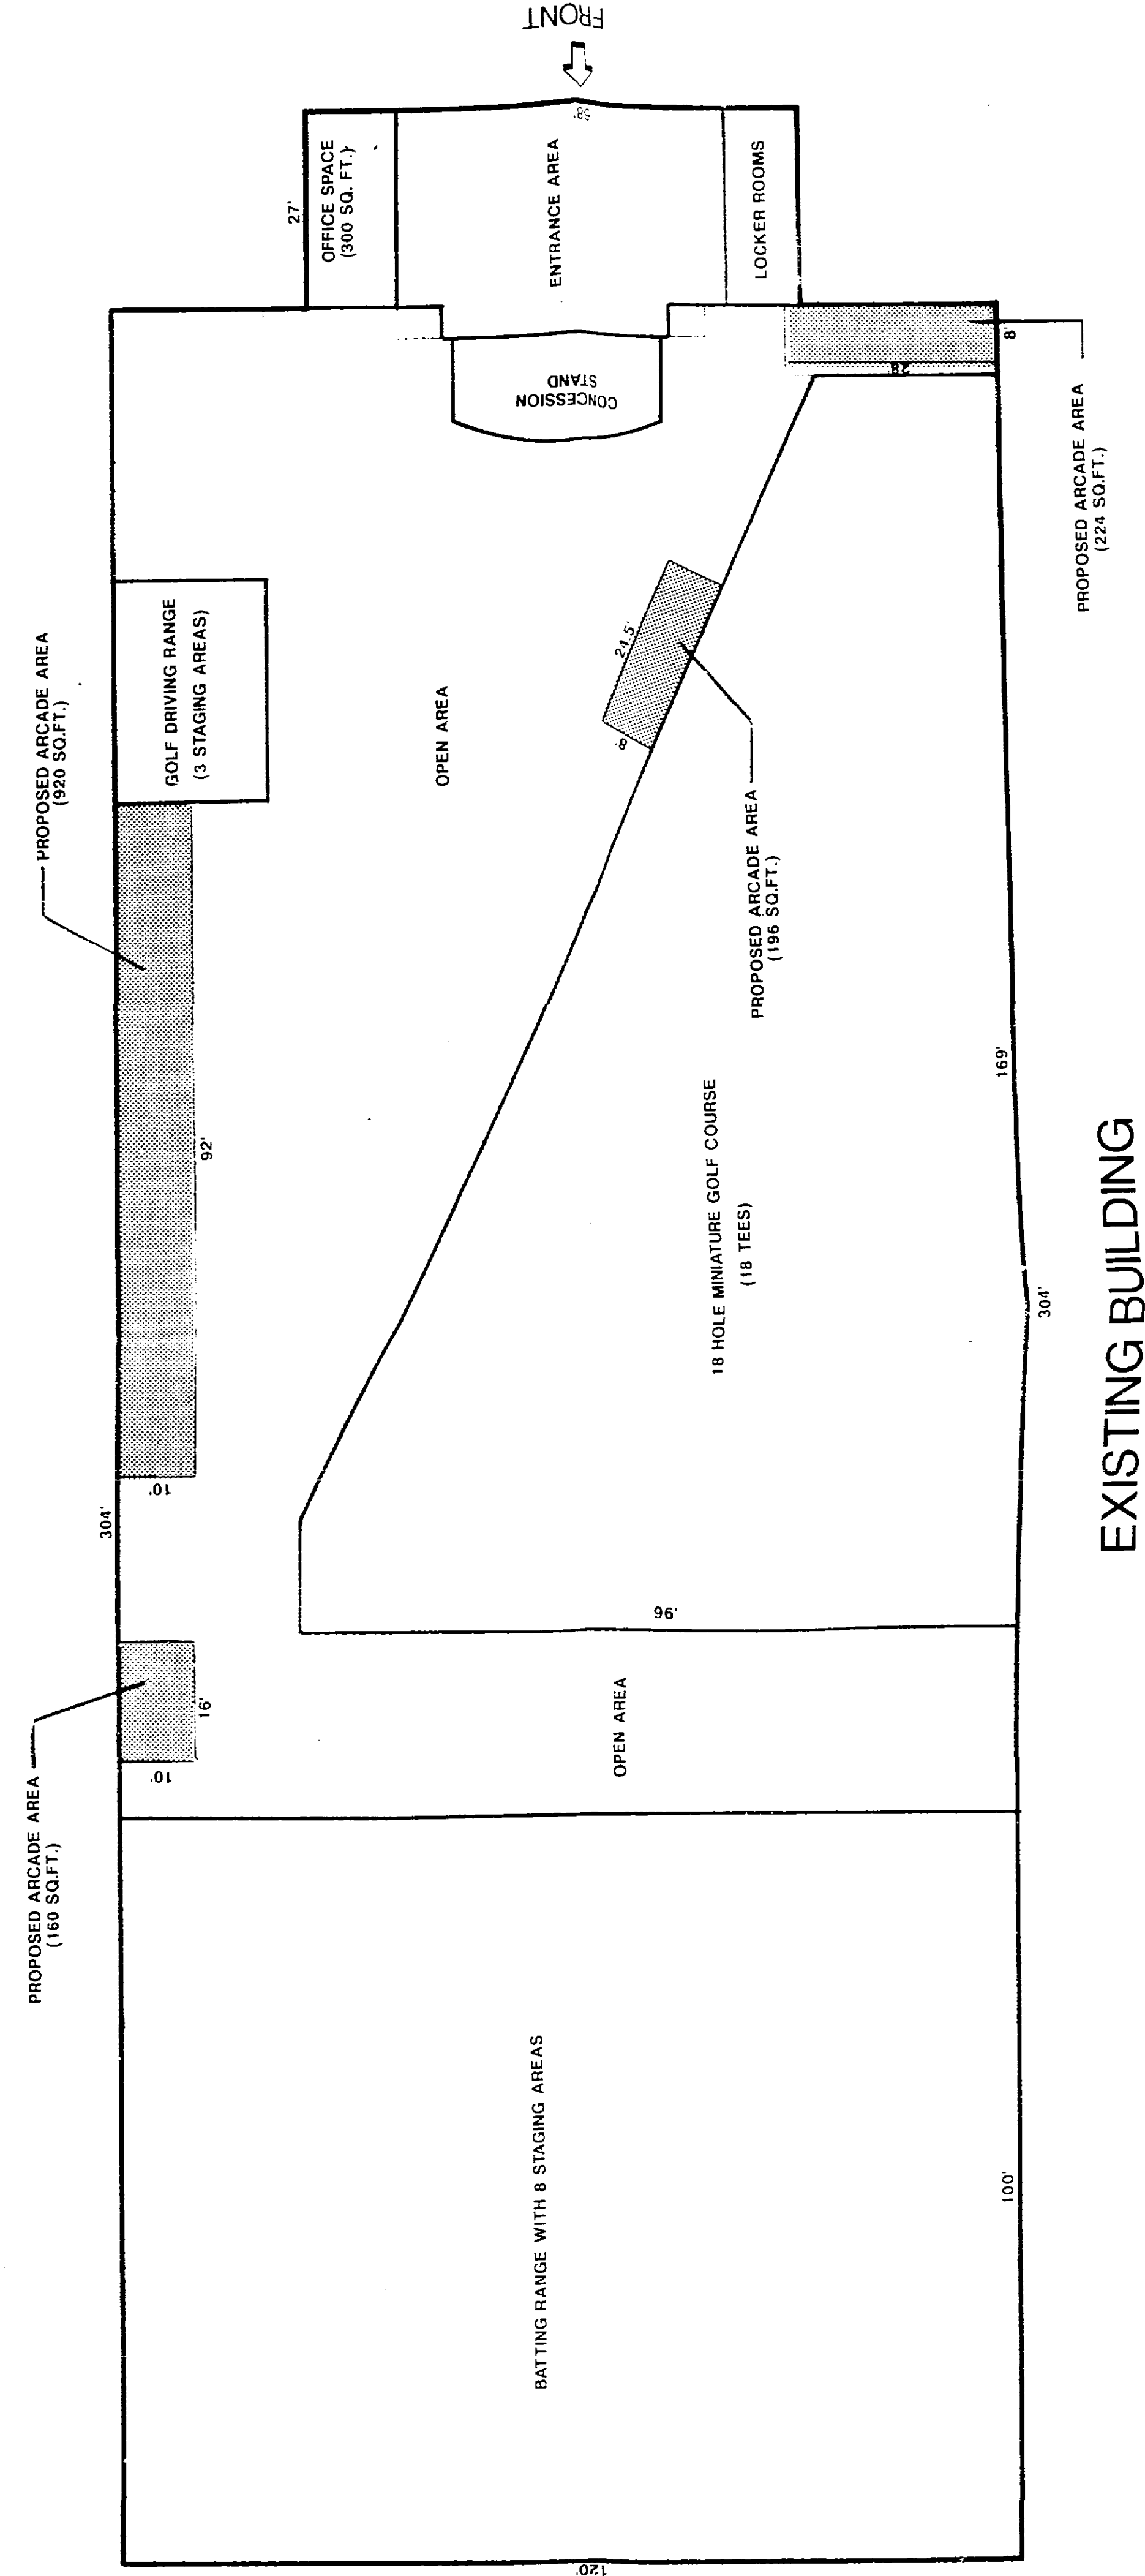 FRONT
58'
27'
OFFICE SPACE
(300 SQ. FT.)
ENTRANCE AREA
LOCKER ROOMS
CONCESSION
STAND
28'
8'
PROPOSED ARCADE AREA
(224 SQ.FT.)
GOLF DRIVING RANGE
(3 STAGING AREAS)
PROPOSED ARCADE AREA
(920 SQ.FT.)
OPEN AREA
24.5'
8'
PROPOSED ARCADE AREA
(196 SQ.FT.)
92'
10'
304'
18 HOLE MINIATURE GOLF COURSE
(18 TEES)
169'
304'
96'
16'
10'
PROPOSED ARCADE AREA
(160 SQ.FT.)
OPEN AREA
BATTING RANGE WITH 8 STAGING AREAS
100'
120'
EXISTING BUILDING